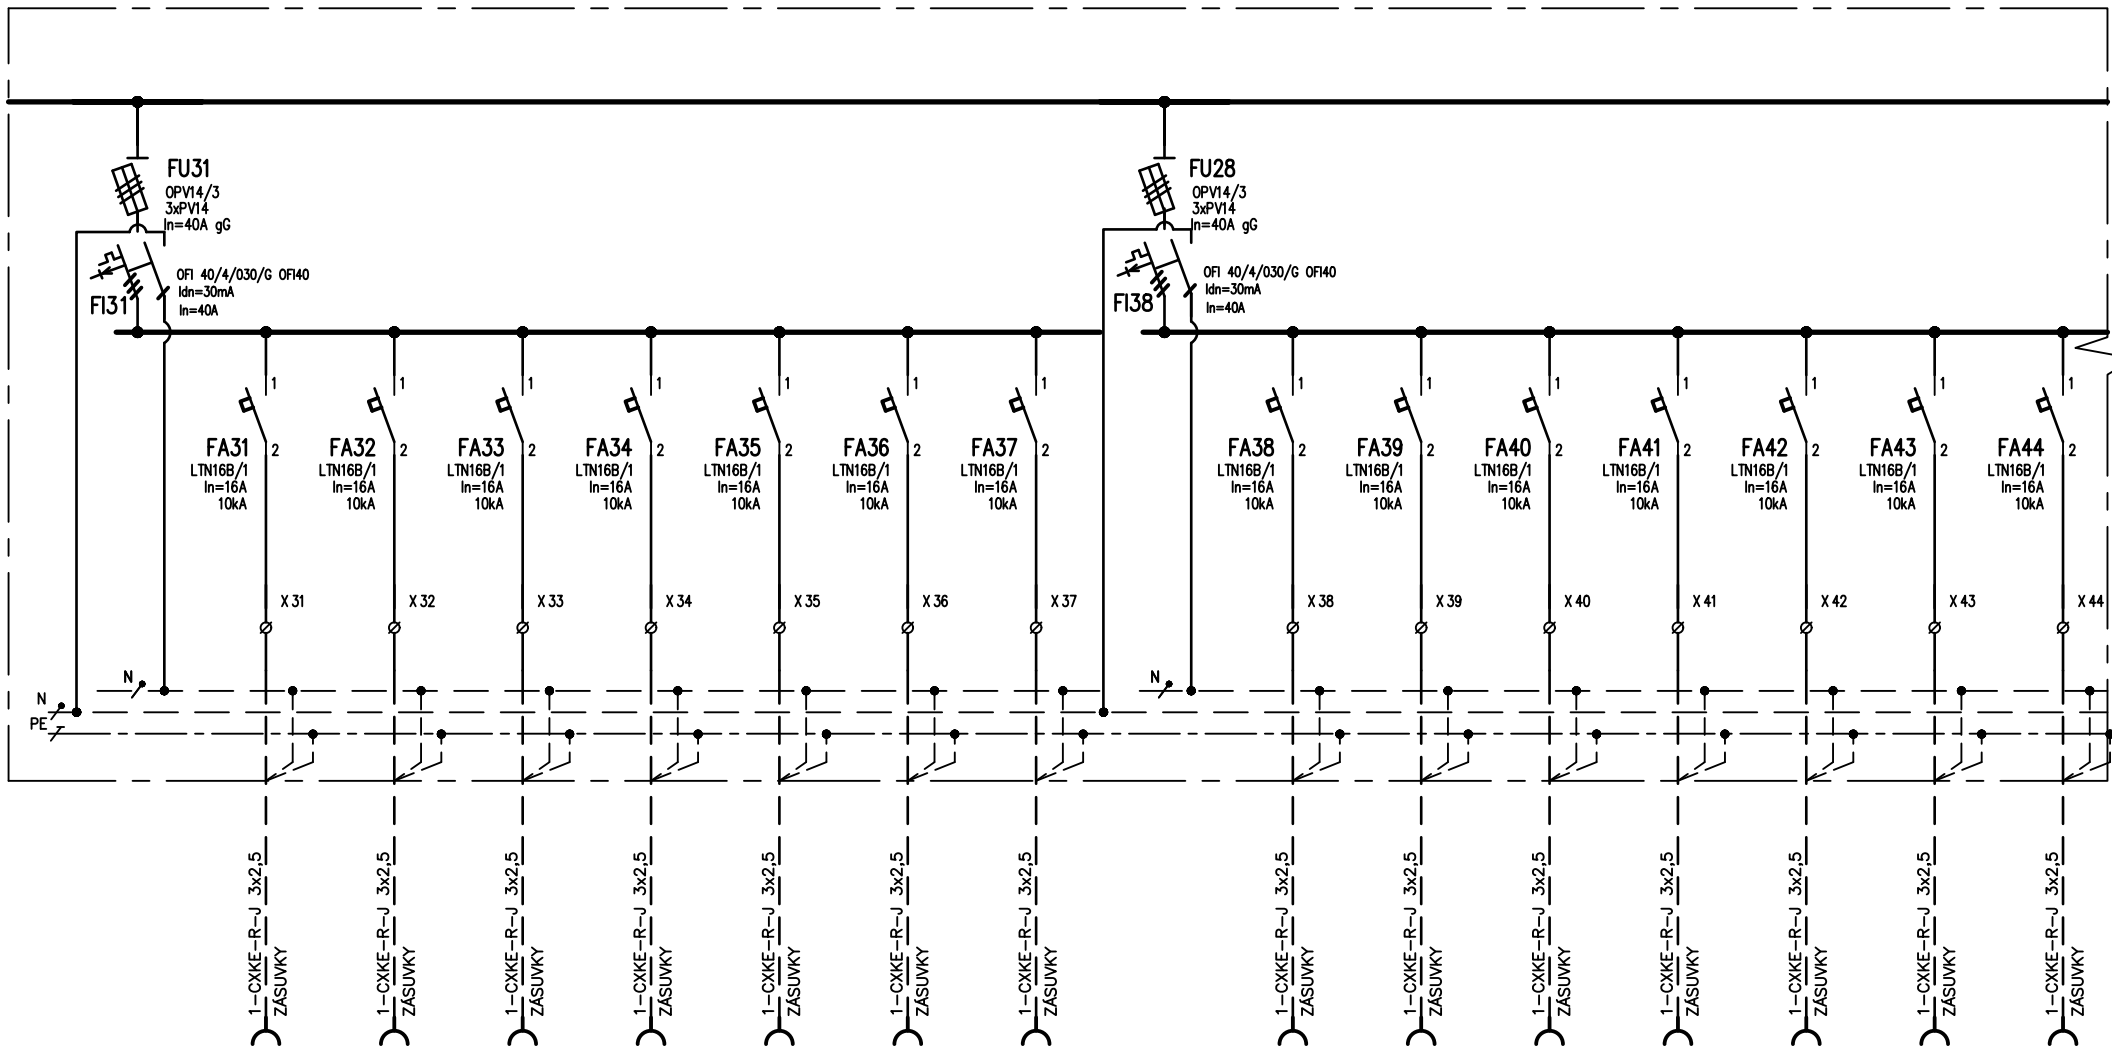 FU31
OPV14/3
3xPV14
In=40A gG
OFI 40/4/030/G OFI40
Idn=30mA
In=40A
FI31
FU28
OPV14/3
3xPV14
In=40A gG
OFI 40/4/030/G OFI40
Idn=30mA
In=40A
FI38
1
2
FA31
LTN16B/1
In=16A
10kA
1
2
FA32
LTN16B/1
In=16A
10kA
1
2
FA33
LTN16B/1
In=16A
10kA
1
2
FA34
LTN16B/1
In=16A
10kA
1
2
FA35
LTN16B/1
In=16A
10kA
1
2
FA36
LTN16B/1
In=16A
10kA
1
2
FA37
LTN16B/1
In=16A
10kA
1
2
FA38
LTN16B/1
In=16A
10kA
1
2
FA39
LTN16B/1
In=16A
10kA
1
2
FA40
LTN16B/1
In=16A
10kA
1
2
FA41
LTN16B/1
In=16A
10kA
1
2
FA42
LTN16B/1
In=16A
10kA
1
2
FA43
LTN16B/1
In=16A
10kA
1
2
FA44
LTN16B/1
In=16A
10kA
X 31
X 32
X 33
X 34
X 35
X 36
X 37
X 38
X 39
X 40
X 41
X 42
X 43
X 44
N
N
N
PE
1-CXKE-R-J 3x2,5
ZÁSUVKY
1-CXKE-R-J 3x2,5
ZÁSUVKY
1-CXKE-R-J 3x2,5
ZÁSUVKY
1-CXKE-R-J 3x2,5
ZÁSUVKY
1-CXKE-R-J 3x2,5
ZÁSUVKY
1-CXKE-R-J 3x2,5
ZÁSUVKY
1-CXKE-R-J 3x2,5
ZÁSUVKY
1-CXKE-R-J 3x2,5
ZÁSUVKY
1-CXKE-R-J 3x2,5
ZÁSUVKY
1-CXKE-R-J 3x2,5
ZÁSUVKY
1-CXKE-R-J 3x2,5
ZÁSUVKY
1-CXKE-R-J 3x2,5
ZÁSUVKY
1-CXKE-R-J 3x2,5
ZÁSUVKY
1-CXKE-R-J 3x2,5
ZÁSUVKY